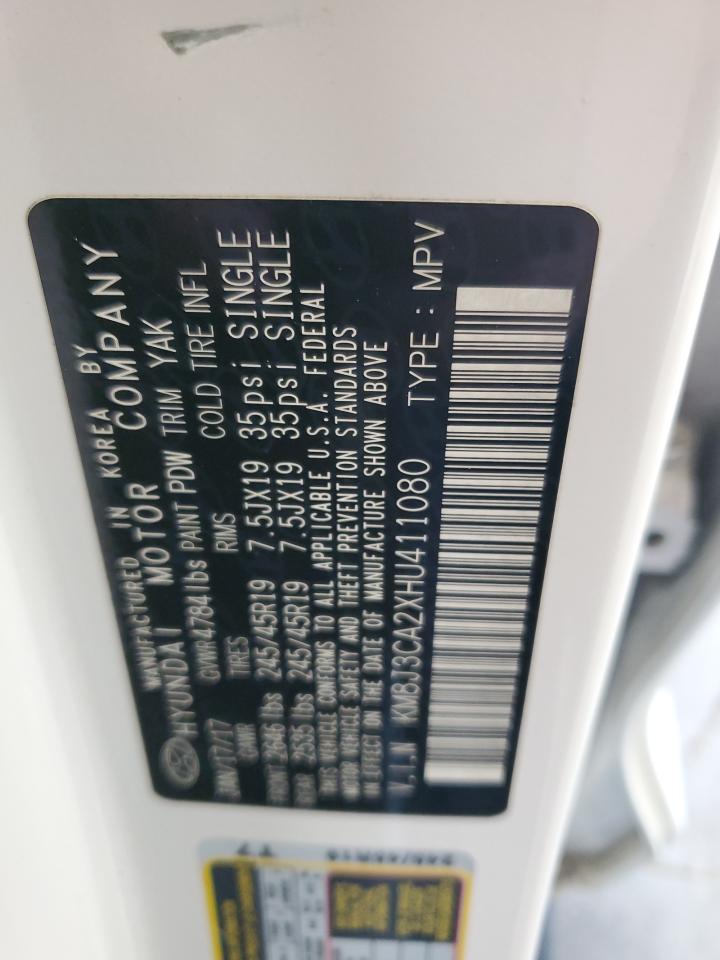 MANUFACTURED IN KOREA BY
HYUNDAI MOTOR COMPANY
GVWR 4784 lbs PAINT PDW TRIM YAK
GAWR TIRES RIMS COLD TIRE INFL
FRONT 2646 lbs 245/45R19 7.5JX19 35psi SINGLE
REAR 2535 lbs 245/45R19 7.5JX19 35psi SINGLE
THIS VEHICLE CONFORMS TO ALL APPLICABLE U.S.A. FEDERAL
MOTOR VEHICLE SAFETY AND THEFT PREVENTION STANDARDS
IN EFFECT ON THE DATE OF MANUFACTURE SHOWN ABOVE
V.I.N KM8J3CA2XHU411080 TYPE : MPV